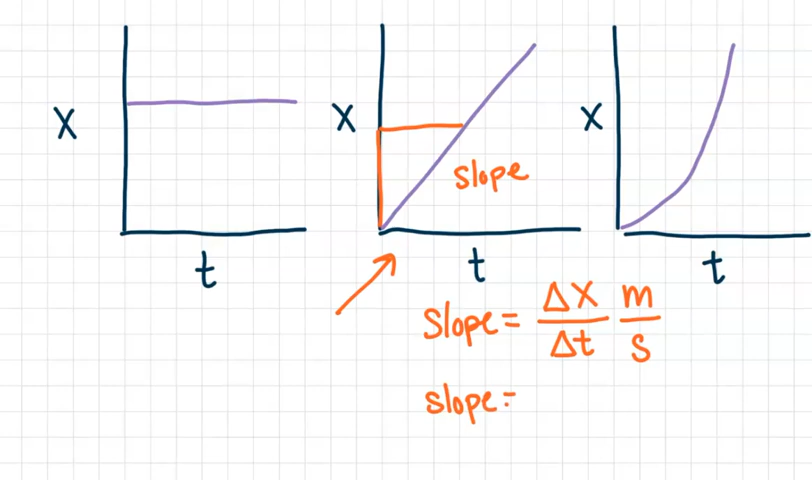 X
t
X
slope
t
X
t
slope = ΔX/Δt m/s
slope =